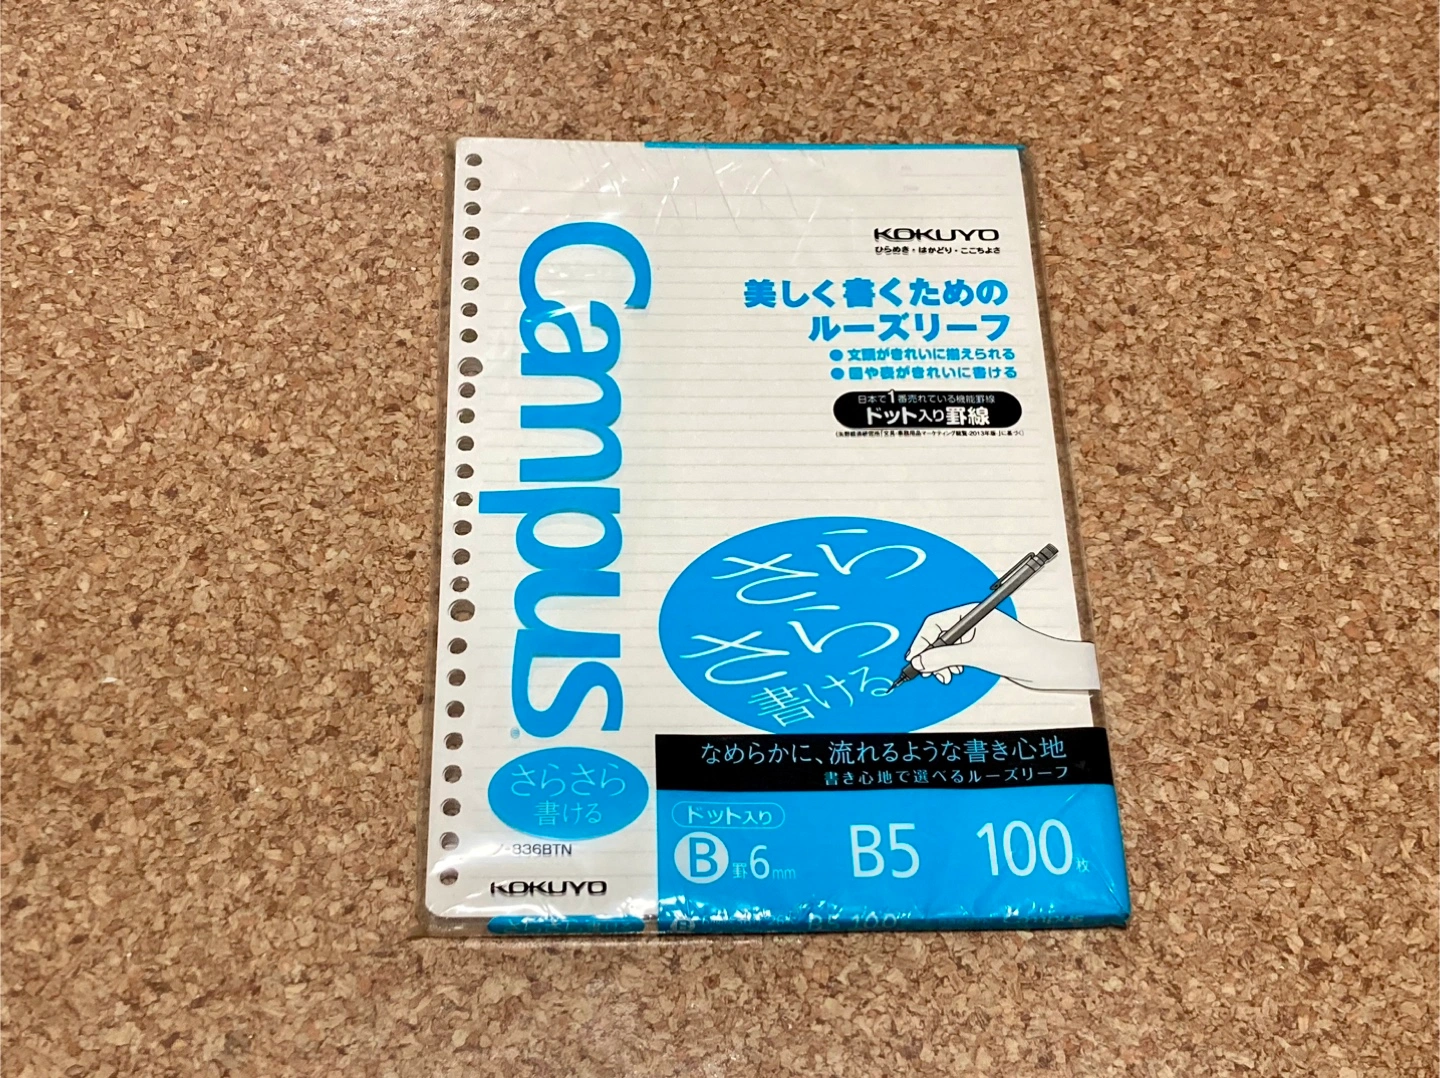 KOKUYO
ひらめき・はかどり・ここちよさ
美しく書くための
ルーズリーフ
●文頭がきれいに揃えられる
●図や表がきれいに書ける
日本で1番売れている機能罫線
ドット入り罫線
Campus®
さら
さら
書ける
なめらかに、流れるような書き心地
書き心地で選べるルーズリーフ
さらさら
書ける
ノ-836BTN
KOKUYO
ドット入り
B罫6mm
B5
100枚